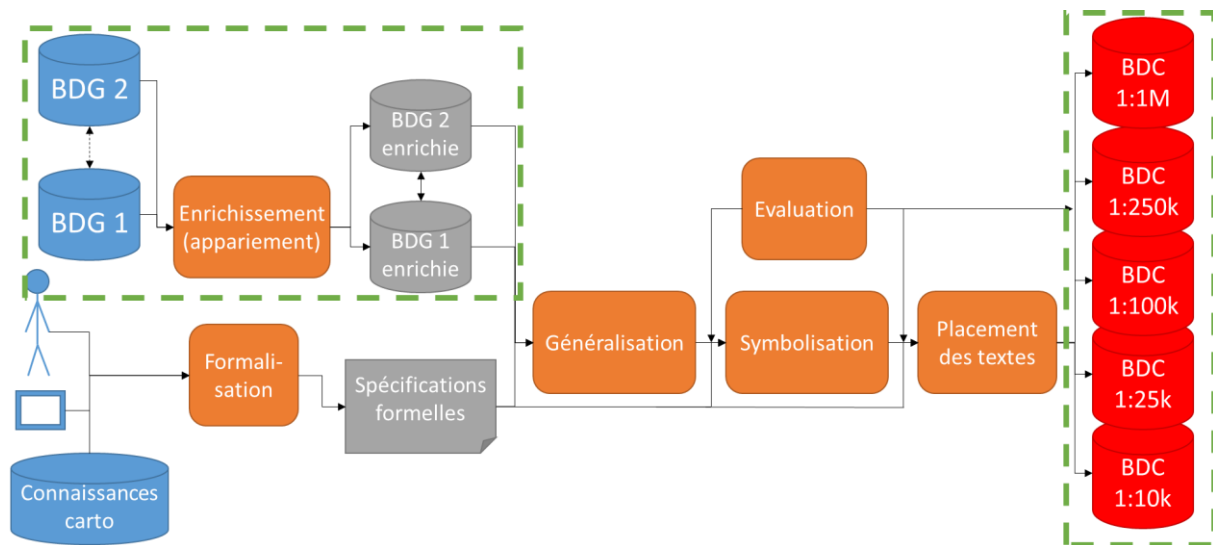 BDG 2
BDG 1
Enrichissement
(appariement)
BDG 2
enrichie
BDG 1
enrichie
Formali-
sation
Spécifications
formelles
Connaissances
carto
Généralisation
Evaluation
Symbolisation
Placement
des textes
BDC
1:1M
BDC
1:250k
BDC
1:100k
BDC
1:25k
BDC
1:10k